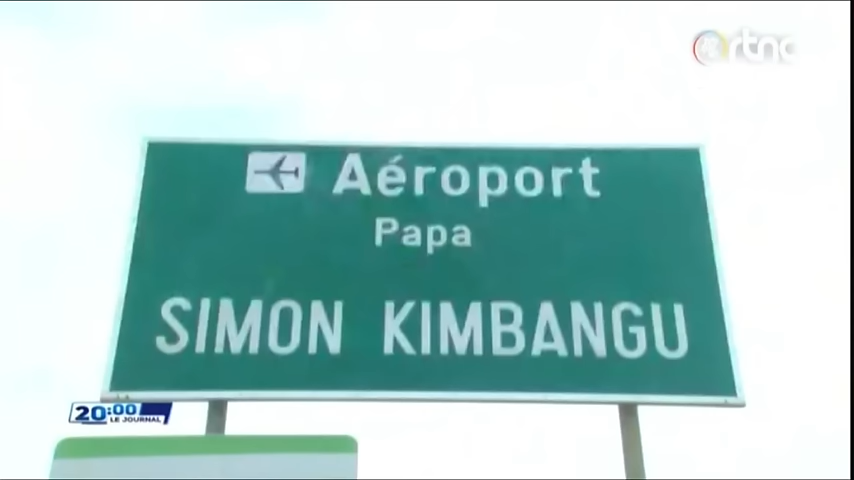 rtnc
Aéroport
Papa
SIMON KIMBANGU
20:00
LE JOURNAL